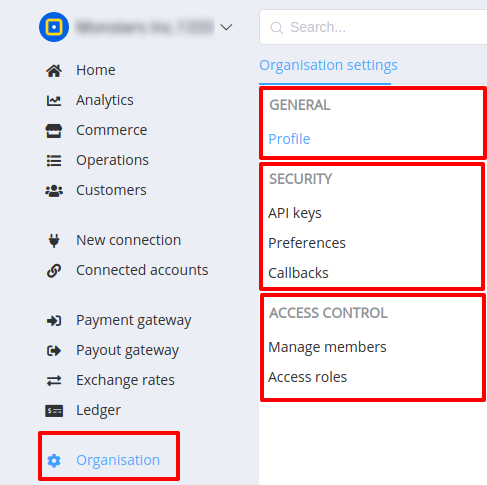 Search...
Home
Analytics
Commerce
Operations
Customers
New connection
Connected accounts
Payment gateway
Payout gateway
Exchange rates
Ledger
Organisation
Organisation settings
GENERAL
Profile
SECURITY
API keys
Preferences
Callbacks
ACCESS CONTROL
Manage members
Access roles